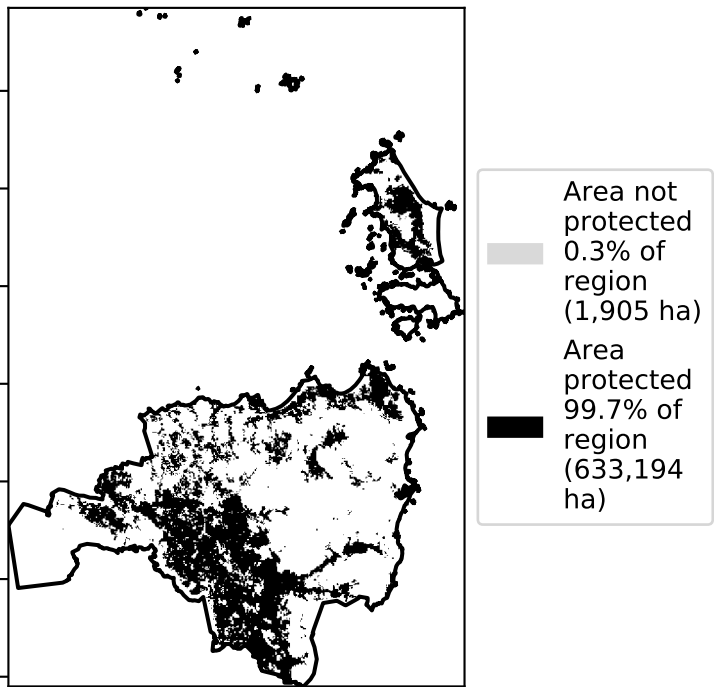 Area not
protected
0.3% of
region
(1,905 ha)
Area
protected
99.7% of
region
(633,194
ha)